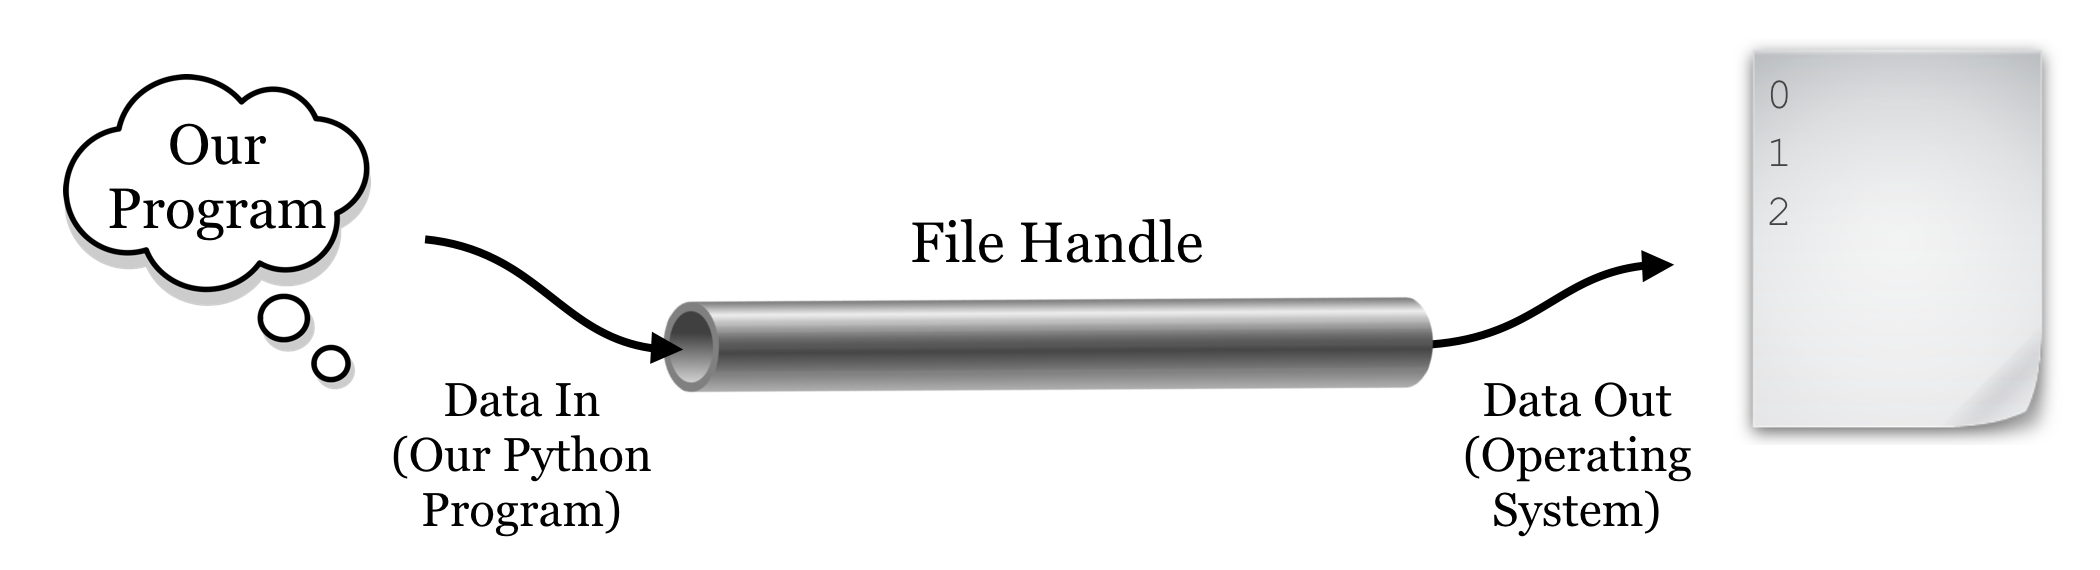 Our
Program
File Handle
Data In
(Our Python
Program)
Data Out
(Operating
System)
0
1
2